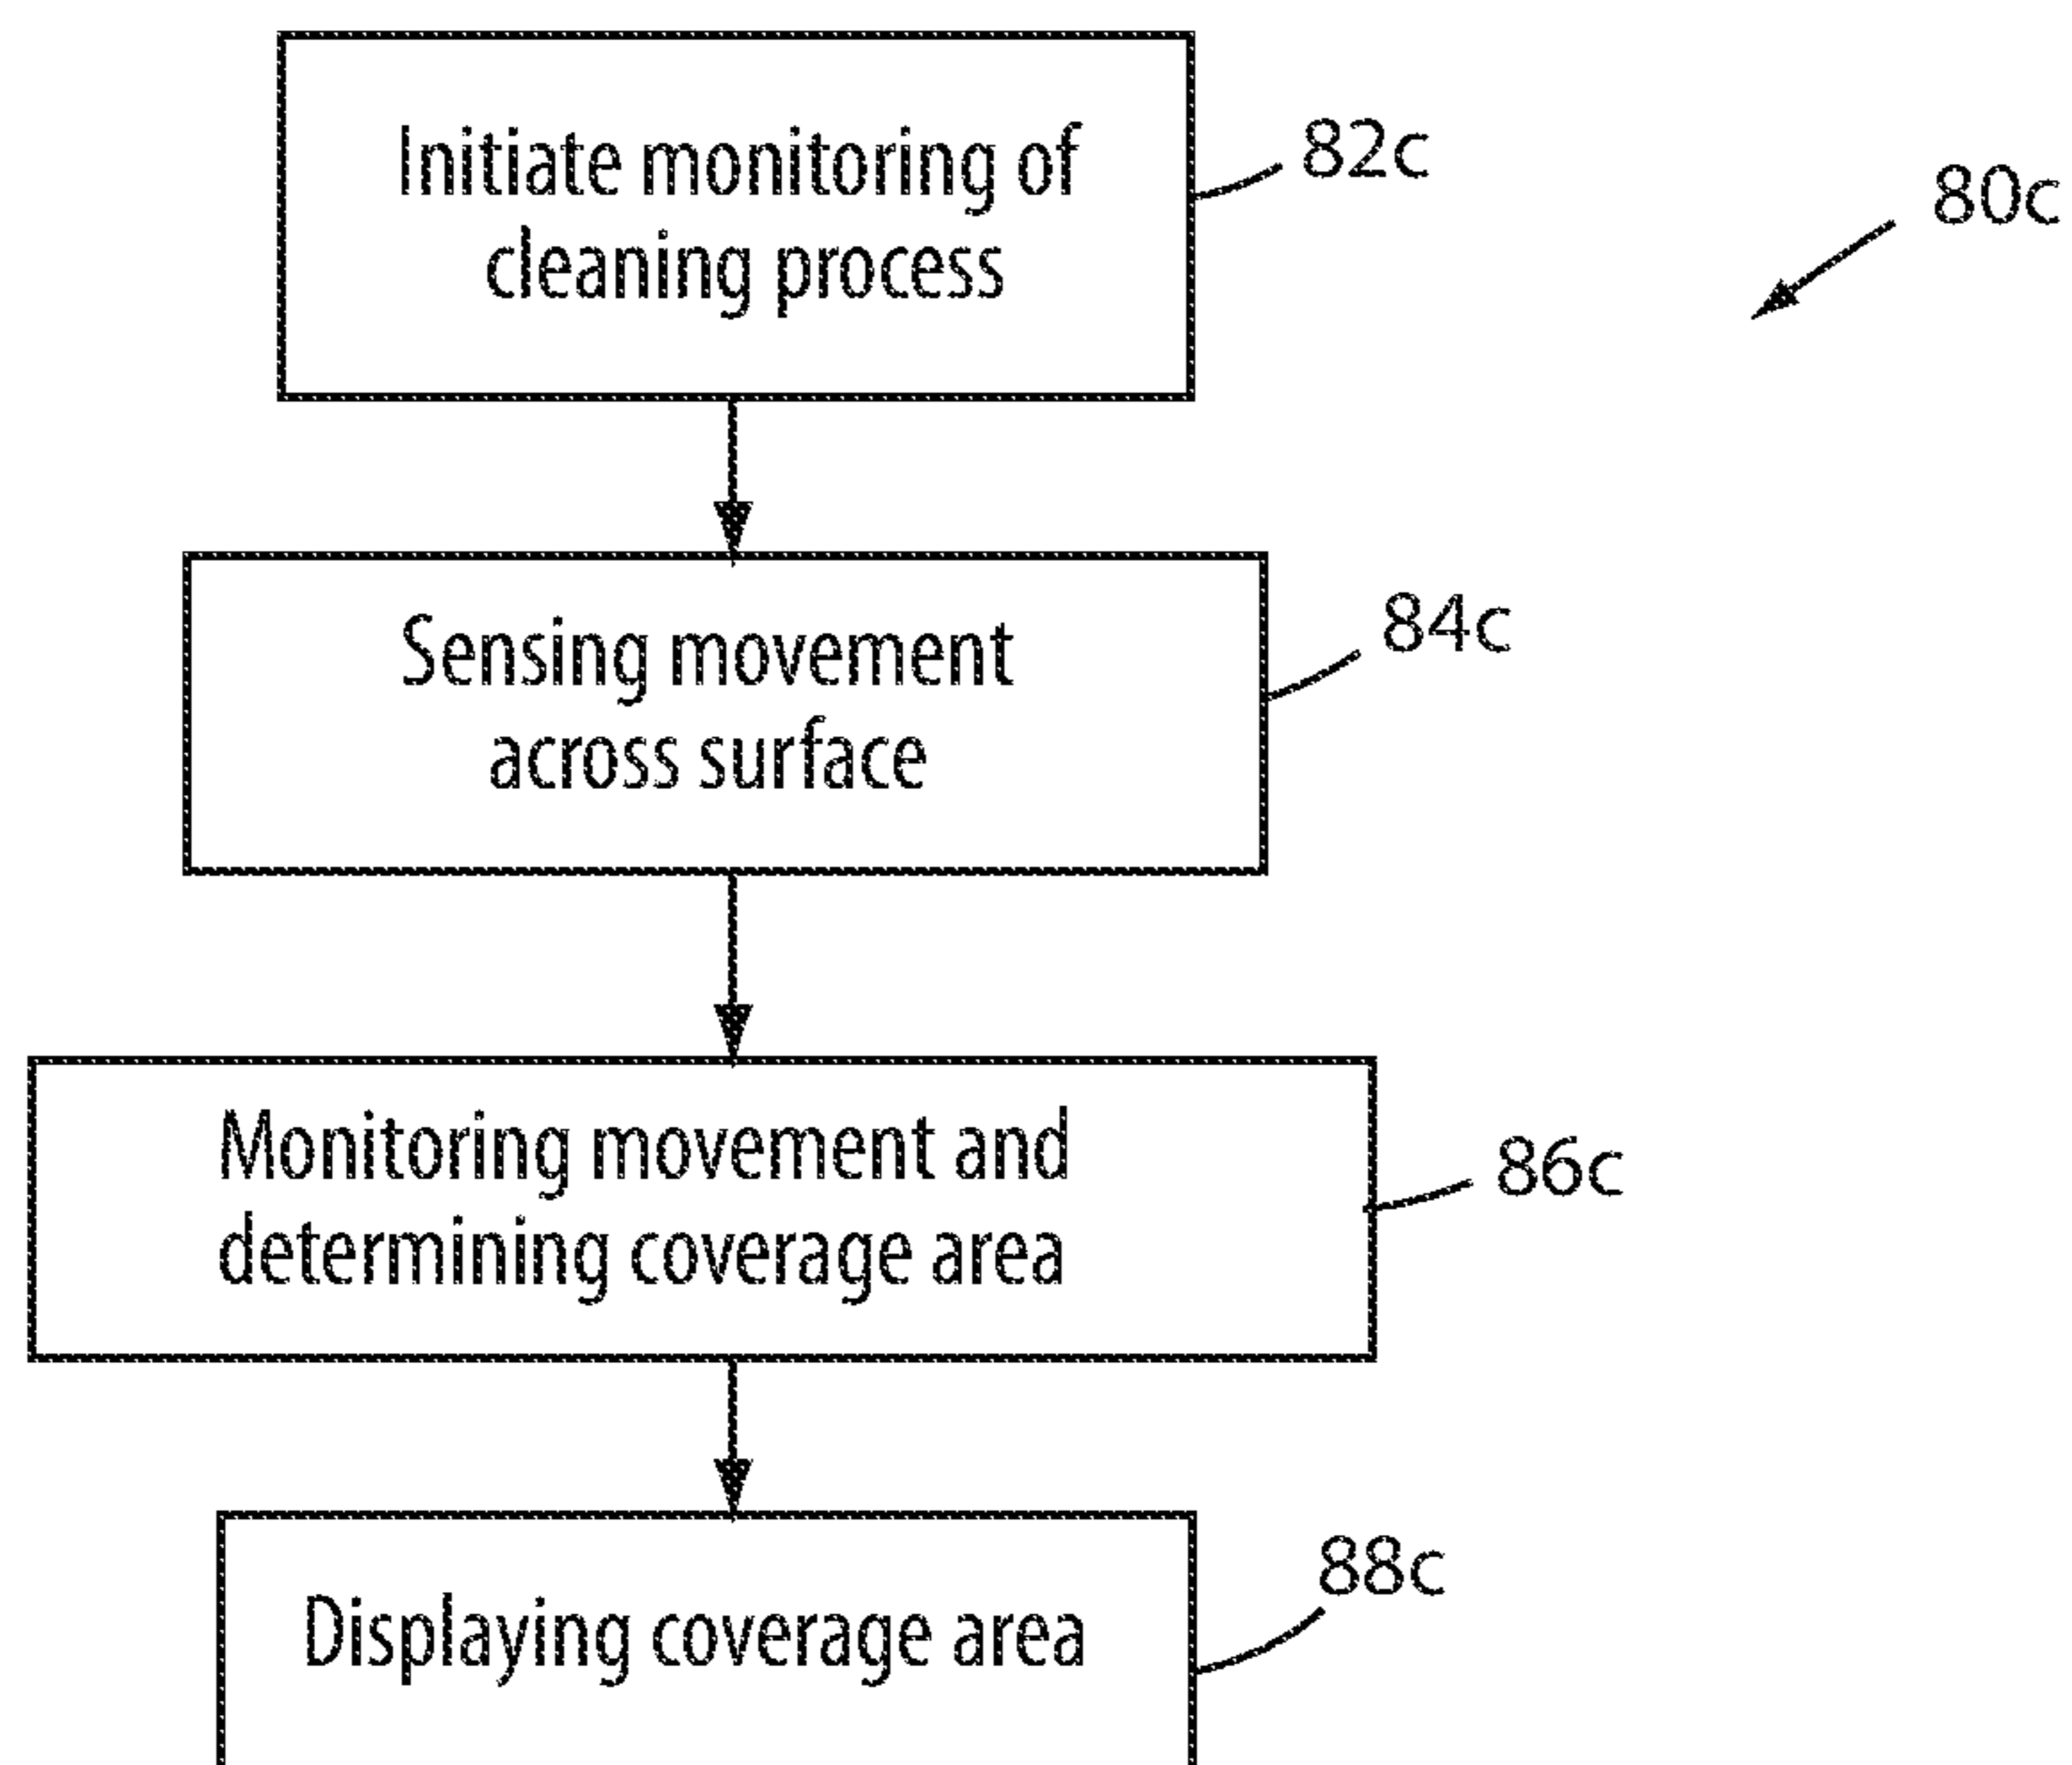 Initiate monitoring of
cleaning process
82c
80c
Sensing movement
across surface
84c
Monitoring movement and
determining coverage area
86c
Displaying coverage area
88c